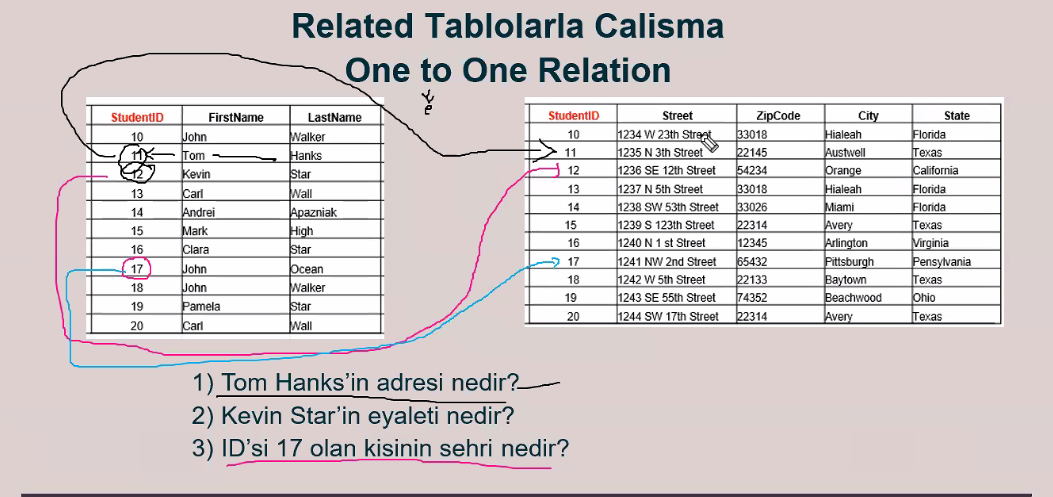 Related Tablolarla Calisma
One to One Relation
e
StudentID FirstName LastName
10 John Walker
11 Tom Hanks
12 Kevin Star
13 Carl Wall
14 Andrei Apazniak
15 Mark High
16 Clara Star
17 John Ocean
18 John Walker
19 Pamela Star
20 Carl Wall
StudentID Street ZipCode City State
10 1234 W 23th Street 33018 Hialeah Florida
11 1235 N 3th Street 22145 Austwell Texas
12 1236 SE 12th Street 54234 Orange California
13 1237 N 5th Street 33018 Hialeah Florida
14 1238 SW 53th Street 33026 Miami Florida
15 1239 S 123th Street 22314 Avery Texas
16 1240 N 1 st Street 12345 Arlington Virginia
17 1241 NW 2nd Street 65432 Pittsburgh Pensylvania
18 1242 W 5th Street 22133 Baytown Texas
19 1243 SE 55th Street 74352 Beachwood Ohio
20 1244 SW 17th Street 22314 Avery Texas
1) Tom Hanks'in adresi nedir?
2) Kevin Star'in eyaleti nedir?
3) ID'si 17 olan kisinin sehri nedir?